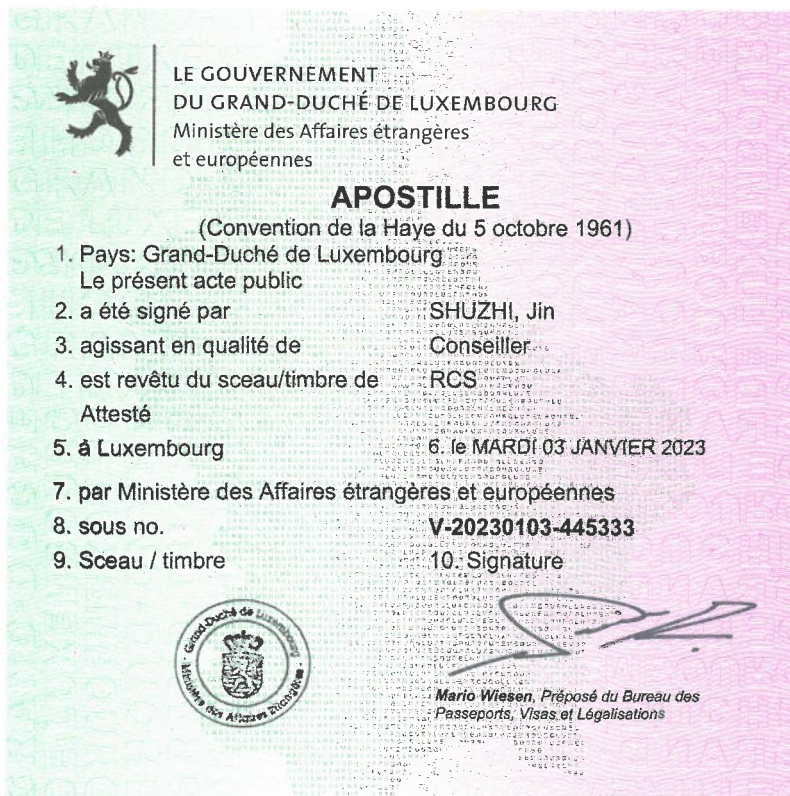 LE GOUVERNEMENT
DU GRAND-DUCHÉ DE LUXEMBOURG
Ministère des Affaires étrangères
et européennes
APOSTILLE
(Convention de la Haye du 5 octobre 1961)
1. Pays: Grand-Duché de Luxembourg
Le présent acte public
2. a été signé par SHUZHI, Jin
3. agissant en qualité de Conseiller
4. est revêtu du sceau/timbre de RCS
Attesté
5. à Luxembourg 6. le MARDI 03 JANVIER 2023
7. par Ministère des Affaires étrangères et européennes
8. sous no. V-20230103-445333
9. Sceau / timbre 10. Signature
Grand-Duché de Luxembourg
Ministère des Affaires Etrangères
Mario Wiesen, Préposé du Bureau des
Passeports, Visas et Légalisations